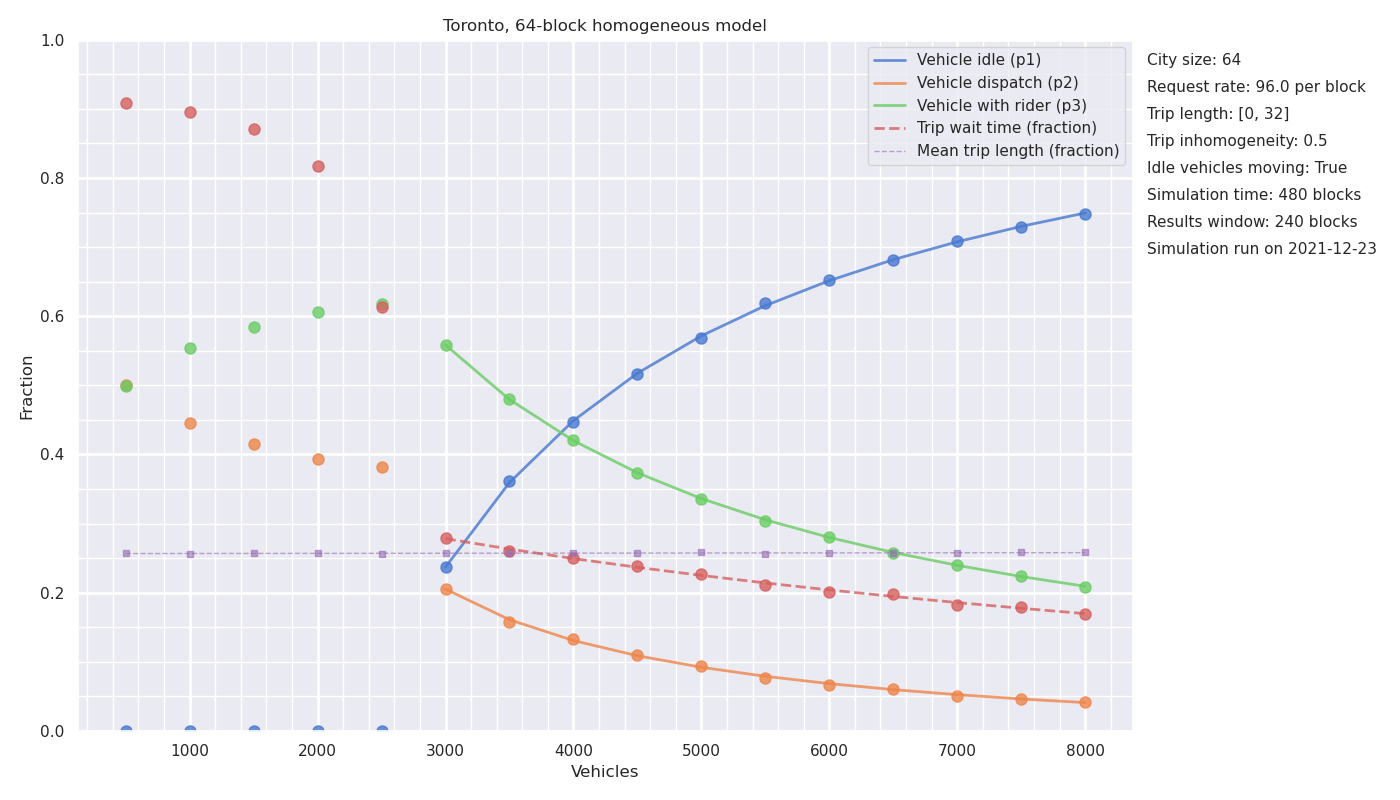 Toronto, 64-block homogeneous model
1.0
0.8
0.6
0.4
0.2
0.0
Fraction
Vehicle idle (p1)
Vehicle dispatch (p2)
Vehicle with rider (p3)
Trip wait time (fraction)
Mean trip length (fraction)
City size: 64
Request rate: 96.0 per block
Trip length: [0, 32]
Trip inhomogeneity: 0.5
Idle vehicles moving: True
Simulation time: 480 blocks
Results window: 240 blocks
Simulation run on 2021-12-23
1000 2000 3000 4000 5000 6000 7000 8000
Vehicles